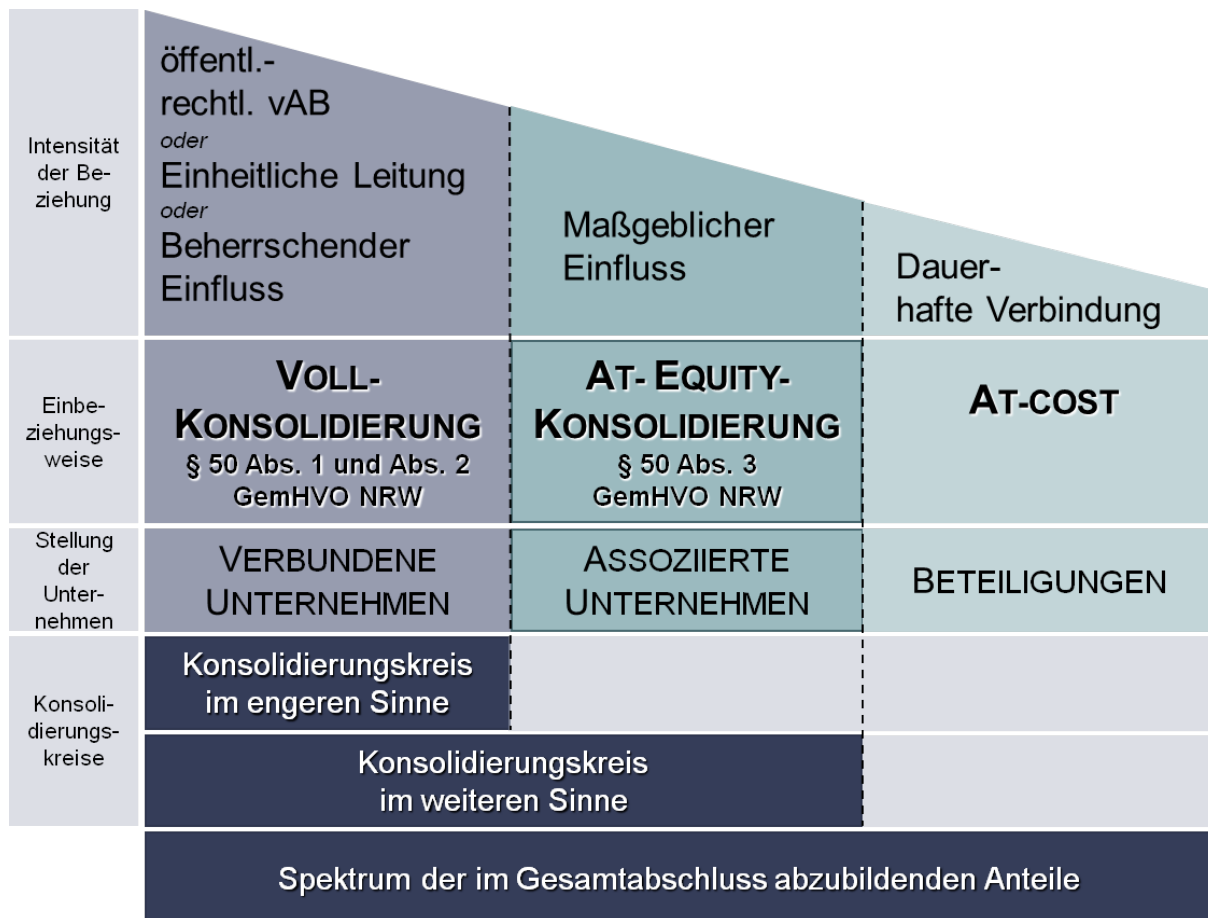 Intensität
der Be-
ziehung
öffentl.-
rechtl. vAB
oder
Einheitliche Leitung
oder
Beherrschender
Einfluss
Maßgeblicher
Einfluss
Dauer-
hafte Verbindung
Einbe-
ziehungs-
weise
VOLL-
KONSOLIDIERUNG
§ 50 Abs. 1 und Abs. 2
GemHVO NRW
AT- EQUITY-
KONSOLIDIERUNG
§ 50 Abs. 3
GemHVO NRW
AT-COST
Stellung
der
Unter-
nehmen
VERBUNDENE
UNTERNEHMEN
ASSOZIIERTE
UNTERNEHMEN
BETEILIGUNGEN
Konsoli-
dierungs-
kreise
Konsolidierungskreis
im engeren Sinne
Konsolidierungskreis
im weiteren Sinne
Spektrum der im Gesamtabschluss abzubildenden Anteile